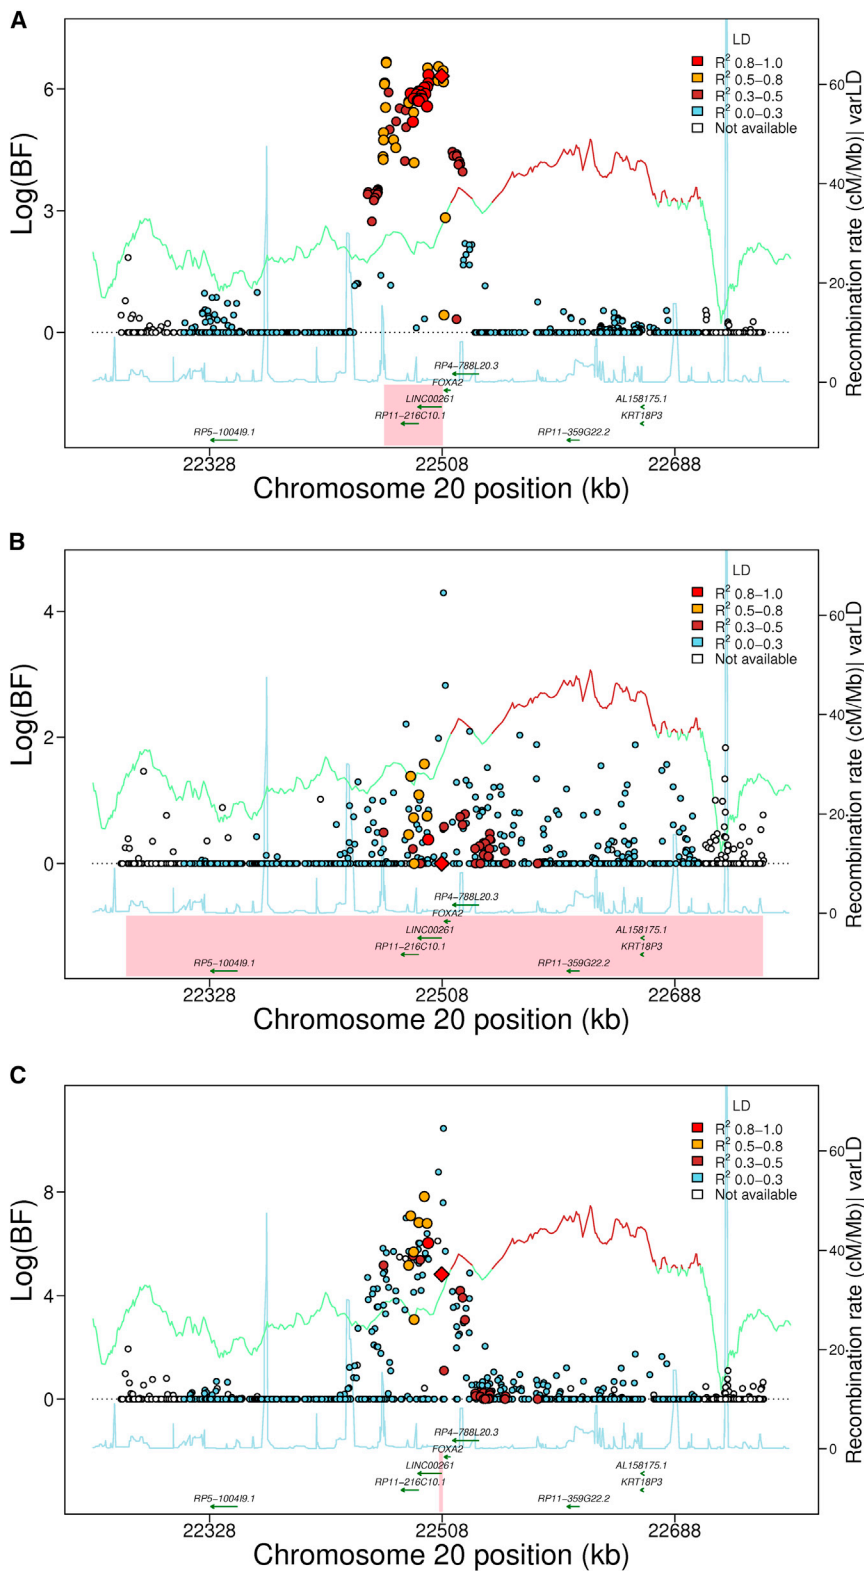 A
Log(BF)
6
3
0
LD
R² 0.8–1.0
R² 0.5–0.8
R² 0.3–0.5
R² 0.0–0.3
Not available
60
40
20
0
Recombination rate (cM/Mb)| varLD
RP4−788L20.3
FOXA2
LINC00261
AL158175.1
RP11−216C10.1
KRT18P3
RP5−1004I9.1
RP11−359G22.2
22328
22508
22688
Chromosome 20 position (kb)
B
Log(BF)
4
2
0
LD
R² 0.8–1.0
R² 0.5–0.8
R² 0.3–0.5
R² 0.0–0.3
Not available
60
40
20
0
Recombination rate (cM/Mb)| varLD
RP4−788L20.3
FOXA2
LINC00261
AL158175.1
RP11−216C10.1
KRT18P3
RP5−1004I9.1
RP11−359G22.2
22328
22508
22688
Chromosome 20 position (kb)
C
Log(BF)
8
4
0
LD
R² 0.8–1.0
R² 0.5–0.8
R² 0.3–0.5
R² 0.0–0.3
Not available
60
40
20
0
Recombination rate (cM/Mb)| varLD
RP4−788L20.3
FOXA2
LINC00261
AL158175.1
RP11−216C10.1
KRT18P3
RP5−1004I9.1
RP11−359G22.2
22328
22508
22688
Chromosome 20 position (kb)